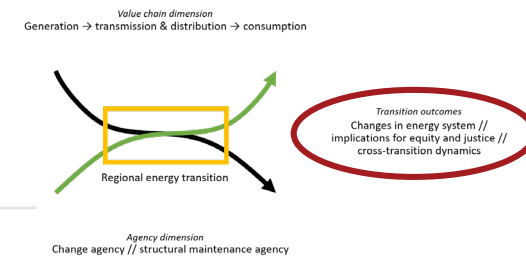 Value chain dimension
Generation → transmission & distribution → consumption
Transition outcomes
Changes in energy system //
implications for equity and justice //
cross-transition dynamics
Regional energy transition
Agency dimension
Change agency // structural maintenance agency